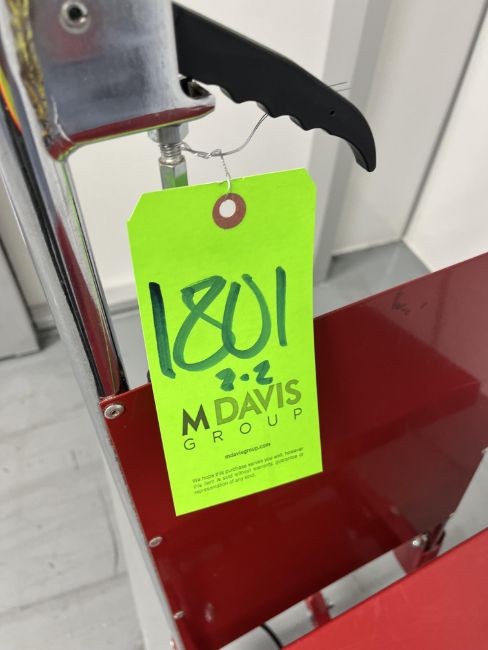 1801
2.2
M DAVIS
GROUP
mdavisgroup.com
We hope this purchase serves you well, however
this item is sold without warranty, guarantee or
representation of any kind.